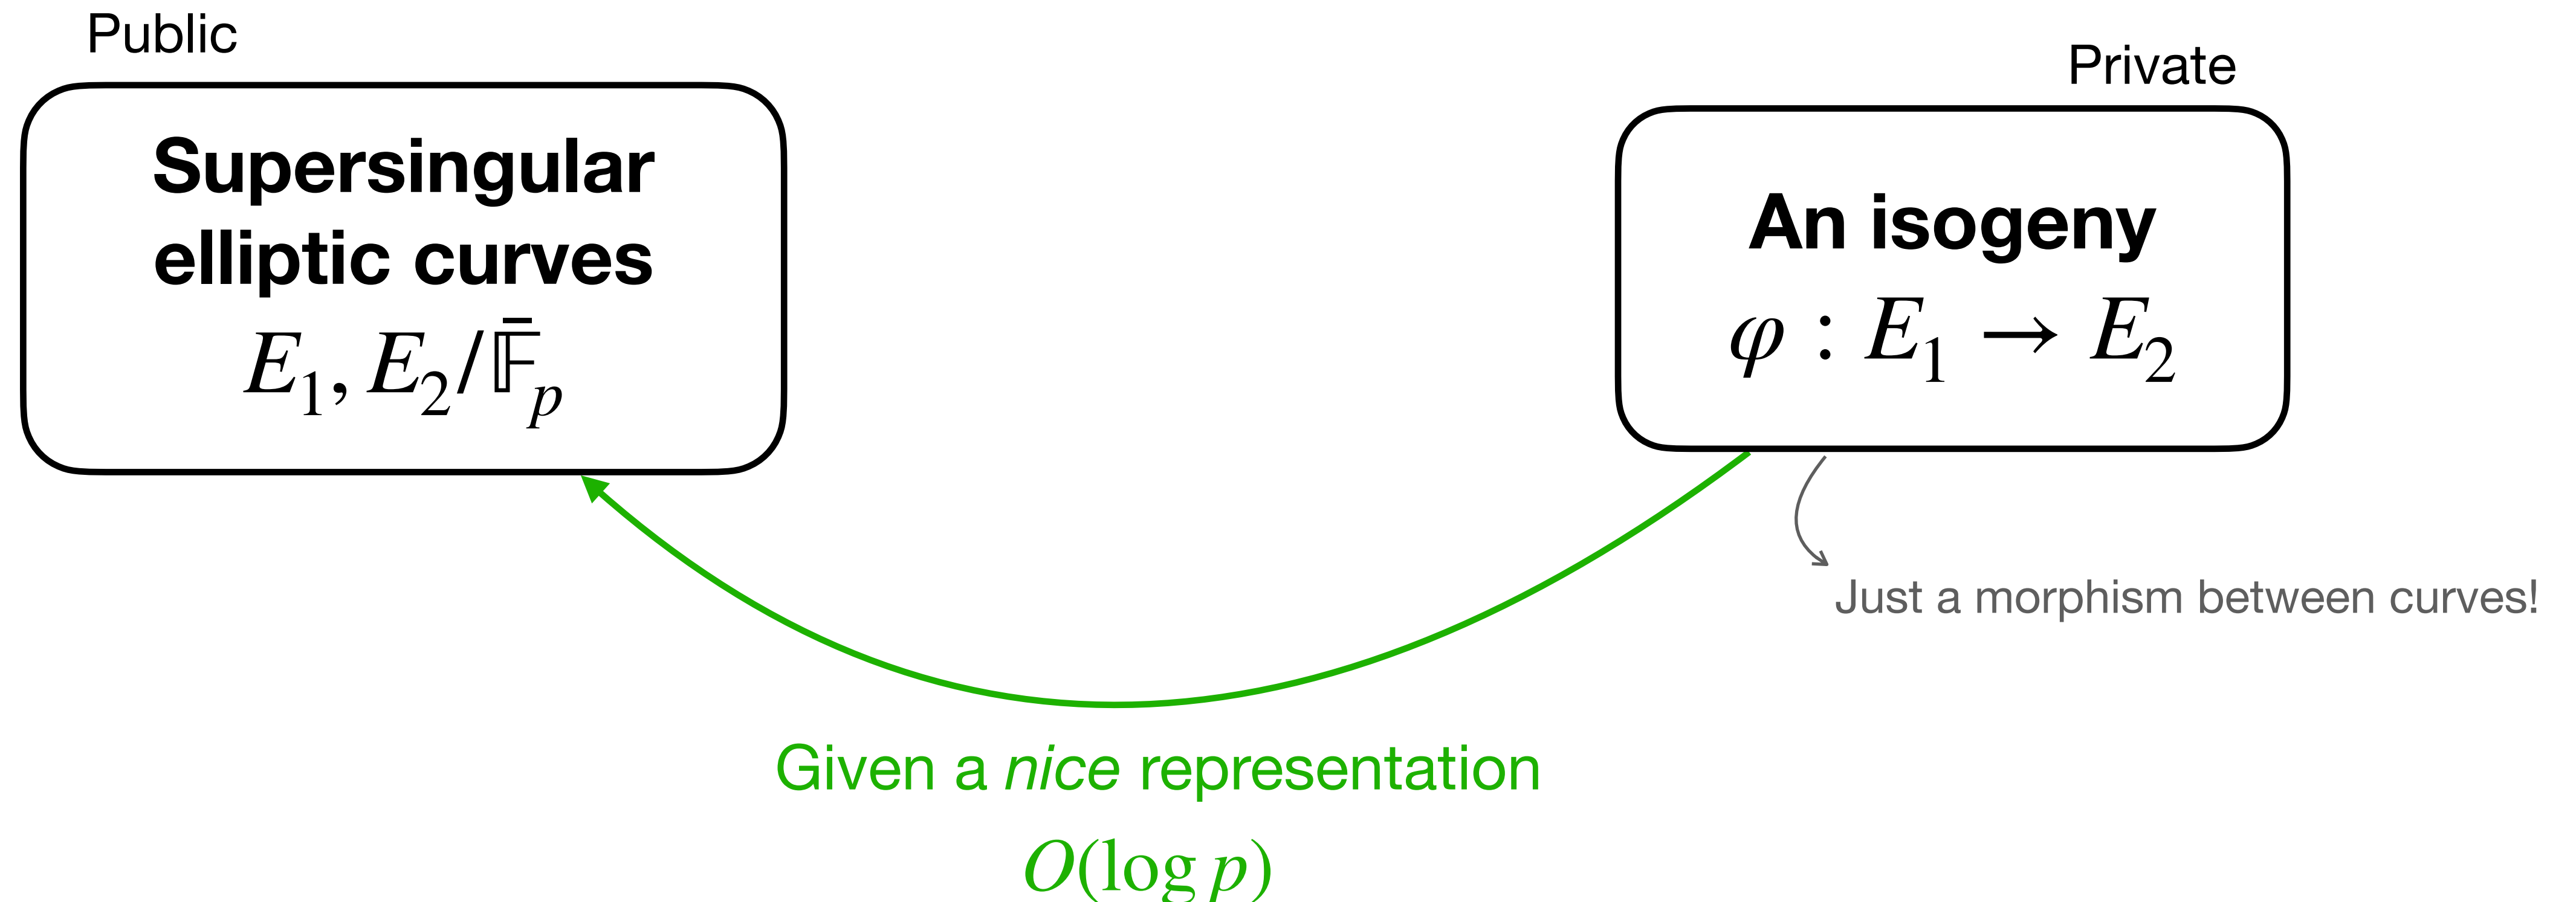 Public
Supersingular
elliptic curves
E₁, E₂/𝔽̄ₚ
Private
An isogeny
φ : E₁ → E₂
Just a morphism between curves!
Given a nice representation
O(log p)